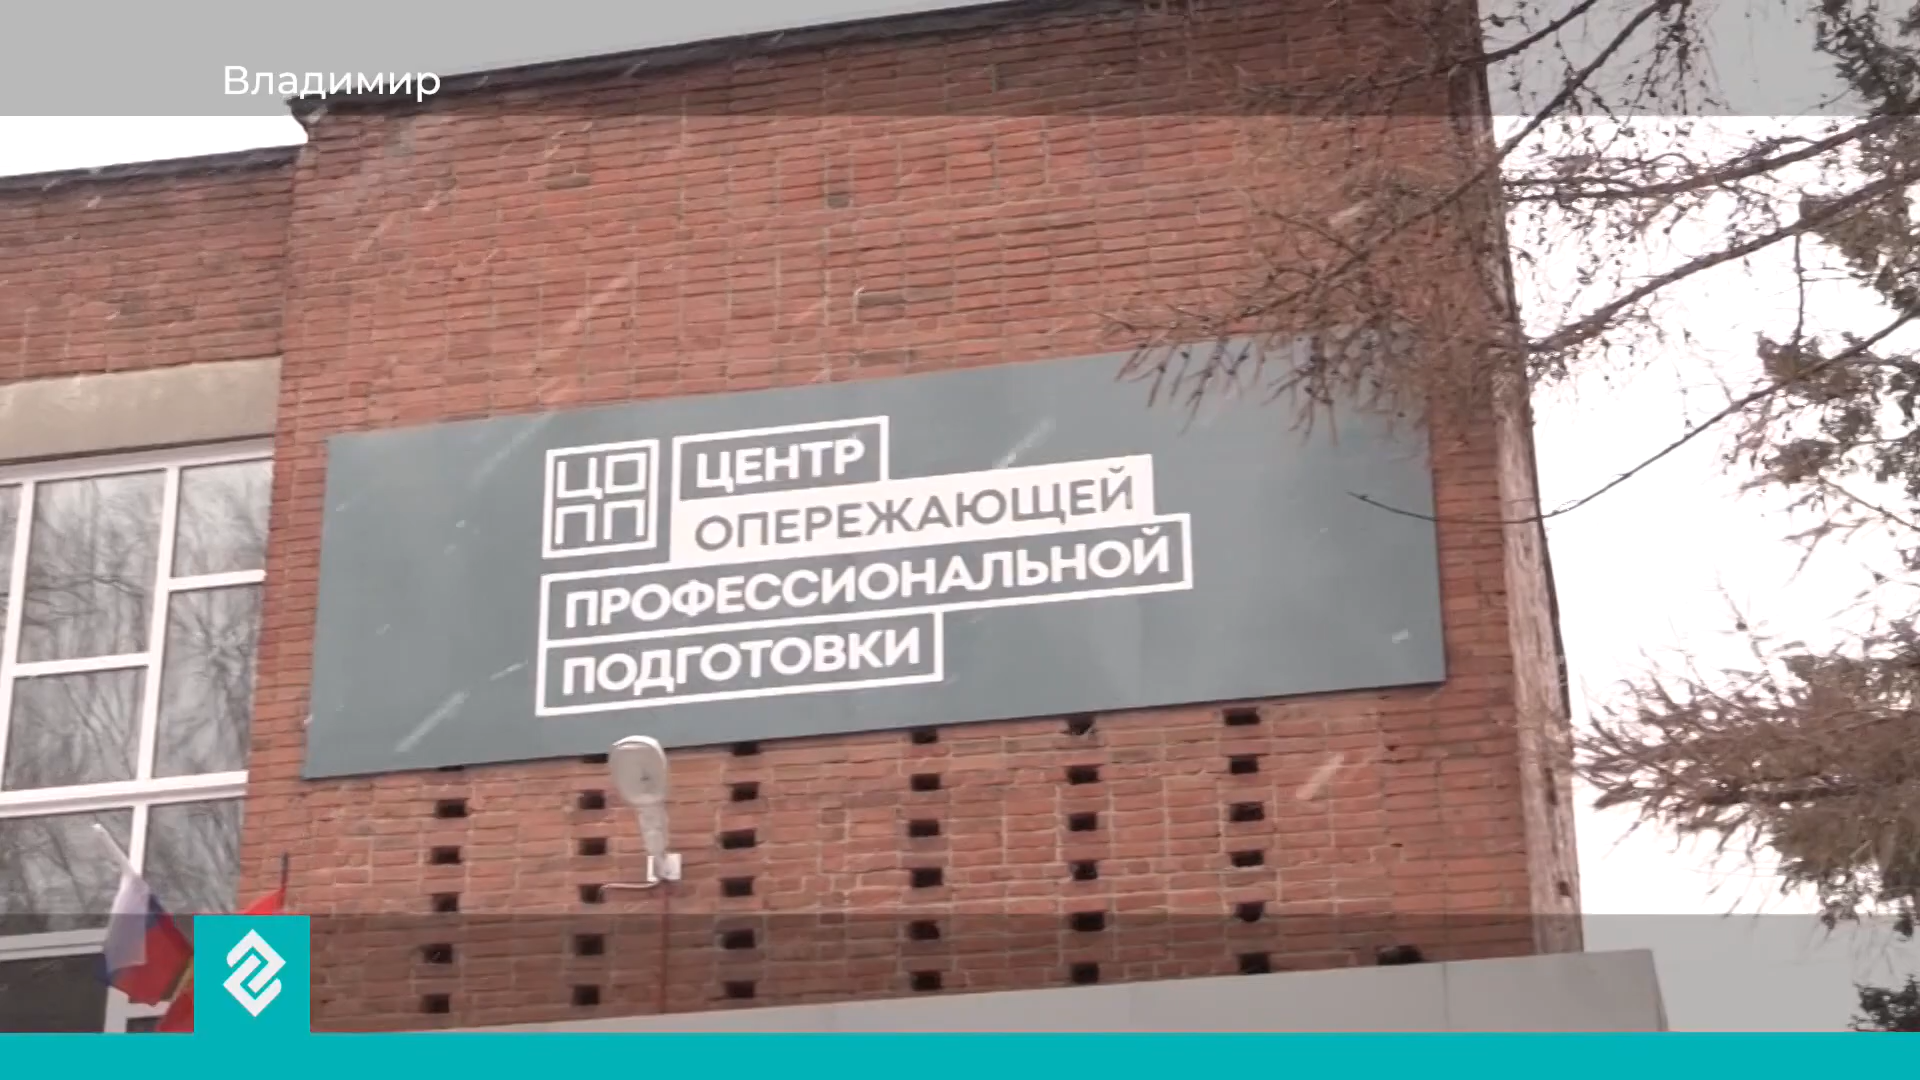 Владимир
ЦО
ПП
ЦЕНТР
ОПЕРЕЖАЮЩЕЙ
ПРОФЕССИОНАЛЬНОЙ
ПОДГОТОВКИ